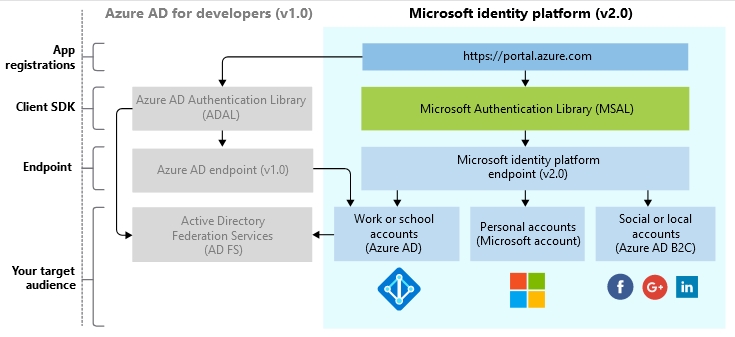 Azure AD for developers (v1.0)
Microsoft identity platform (v2.0)
App
registrations
https://portal.azure.com
Client SDK
Azure AD Authentication Library
(ADAL)
Microsoft Authentication Library (MSAL)
Endpoint
Azure AD endpoint (v1.0)
Microsoft identity platform
endpoint (v2.0)
Your target
audience
Active Directory
Federation Services
(AD FS)
Work or school
accounts
(Azure AD)
Personal accounts
(Microsoft account)
Social or local
accounts
(Azure AD B2C)
f
G+
in